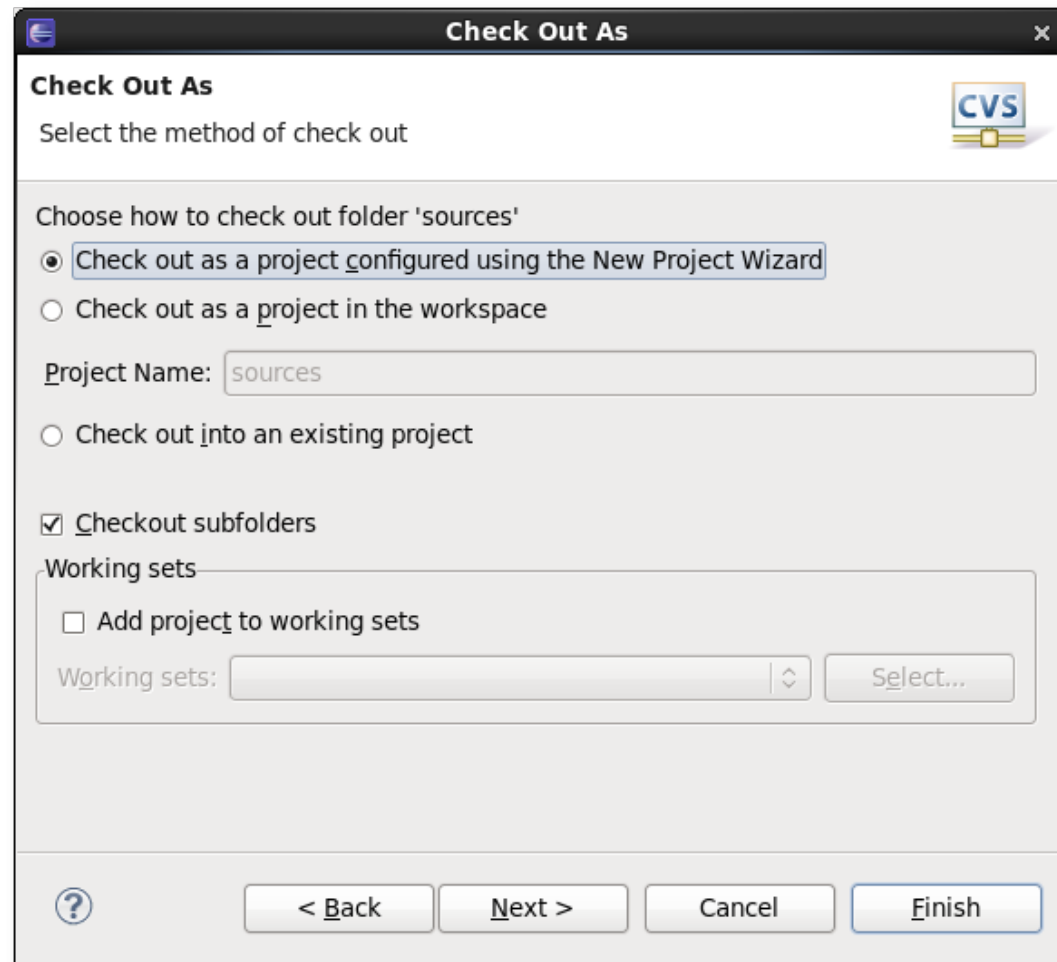 Check Out As
Check Out As
CVS
Select the method of check out
Choose how to check out folder 'sources'
Check out as a project configured using the New Project Wizard
Check out as a project in the workspace
Project Name: sources
Check out into an existing project
Checkout subfolders
Working sets
Add project to working sets
Working sets: Select...
? < Back Next > Cancel Finish